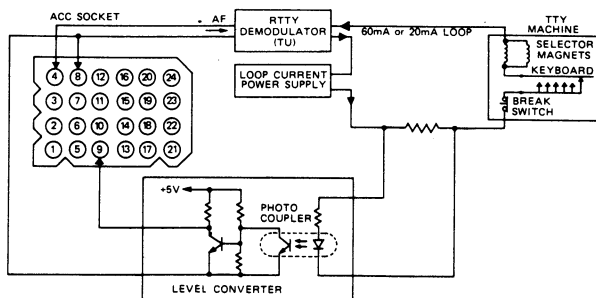 ACC SOCKET
AF
RTTY
DEMODULATOR
(TU)
60mA or 20mA LOOP
TTY
MACHINE
SELECTOR
MAGNETS
KEYBOARD
BREAK
SWITCH
LOOP CURRENT
POWER SUPPLY
4 8 12 16 20 24
3 7 11 15 19 23
2 6 10 14 18 22
1 5 9 13 17 21
+5V
PHOTO
COUPLER
LEVEL CONVERTER